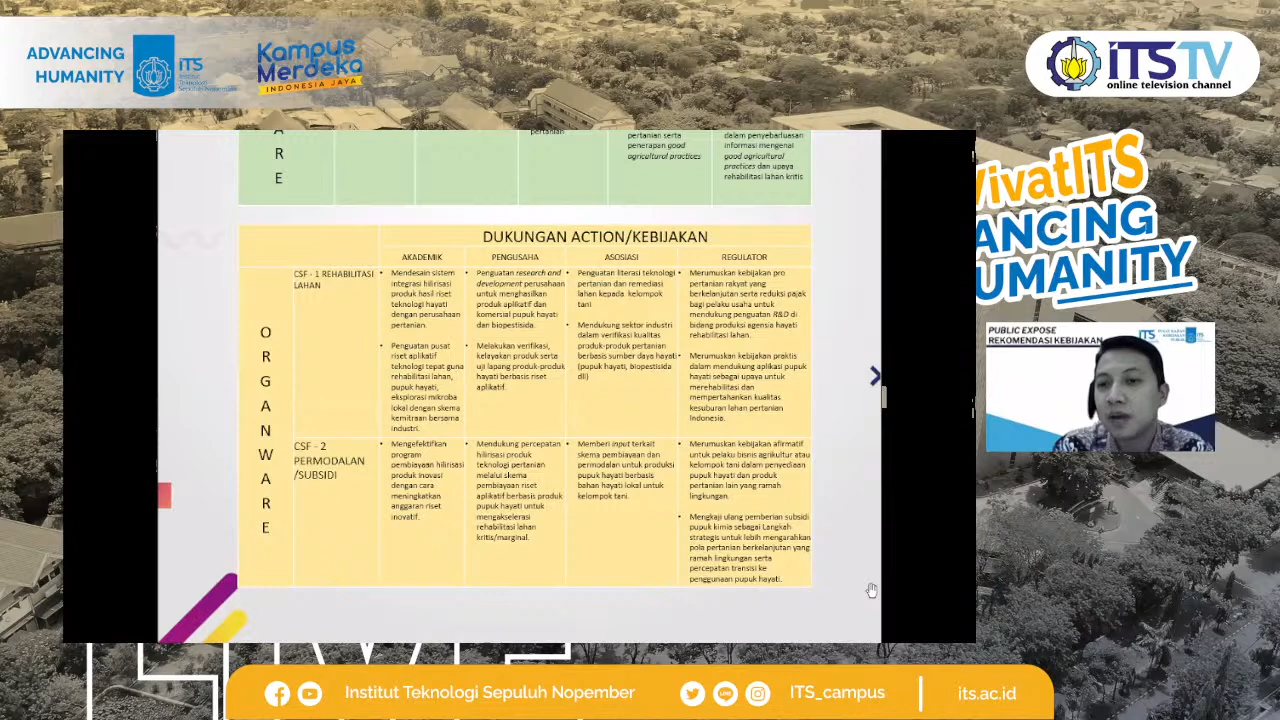 ADVANCING
HUMANITY
ITS
Institut
Teknologi
Sepuluh Nopember
Kampus
Merdeka
INDONESIA JAYA
ITS TV
online television channel
VivatITS
ANCING
UMANITY
R
E
pertanian
pertanian serta
penerapan good
agricultural practices
dalam penyebarluasan
informasi mengenai
good agricultural
practices dan upaya
rehabilitasi lahan kritis
DUKUNGAN ACTION/KEBIJAKAN
AKADEMIK
PENGUSAHA
ASOSIASI
REGULATOR
O
R
G
A
N
W
A
R
E
CSF - 1 REHABILITASI
LAHAN
• Mendesain sistem
integrasi hilirisasi
produk hasil riset
teknologi hayati
dengan perusahaan
pertanian.
• Penguatan pusat
riset aplikatif
teknologi tepat guna
rehabilitasi lahan,
pupuk hayati,
eksplorasi mikroba
lokal dengan skema
kemitraan bersama
industri.
• Penguatan research and
development perusahaan
untuk menghasilkan
produk aplikatif dan
komersial pupuk hayati
dan biopestisida.
• Melakukan verifikasi,
kelayakan produk serta
uji lapang produk-produk
hayati berbasis riset
aplikatif.
• Penguatan literasi teknologi
pertanian dan remediasi
lahan kepada kelompok
tani
• Mendukung sektor industri
dalam verifikasi kualitas
produk-produk pertanian
berbasis sumber daya hayati
(pupuk hayati, biopestisida
dll)
• Merumuskan kebijakan pro
pertanian rakyat yang
berkelanjutan serta reduksi pajak
bagi pelaku usaha untuk
mendukung penguatan R&D di
bidang produksi agensia hayati
rehabilitasi lahan.
• Merumuskan kebijakan praktis
dalam mendukung aplikasi pupuk
hayati sebagai upaya untuk
merehabilitasi dan
mempertahankan kualitas
kesuburan lahan pertanian
Indonesia.
CSF - 2
PERMODALAN
/SUBSIDI
• Mengefektifkan
program
pembiayaan hilirisasi
produk inovasi
dengan cara
meningkatkan
anggaran riset
inovatif.
• Mendukung percepatan
hilirisasi produk
teknologi pertanian
melalui skema
pembiayaan riset
aplikatif berbasis produk
pupuk hayati untuk
mengakselerasi
rehabilitasi lahan
kritis/marginal.
• Memberi input terkait
skema pembiayaan dan
permodalan untuk produksi
pupuk hayati berbasis
bahan hayati lokal untuk
kelompok tani.
• Merumuskan kebijakan afirmatif
untuk pelaku bisnis agrikultur atau
kelompok tani dalam penyediaan
pupuk hayati dan produk
pertanian lain yang ramah
lingkungan.
• Mengkaji ulang pemberian subsidi
pupuk kimia sebagai Langkah
strategis untuk lebih mengarahkan
pola pertanian berkelanjutan yang
ramah lingkungan serta
percepatan transisi ke
penggunaan pupuk hayati.
PUBLIC EXPOSE
REKOMENDASI KEBIJAKAN
ITS
Institut Teknologi Sepuluh Nopember
ITS_campus
its.ac.id